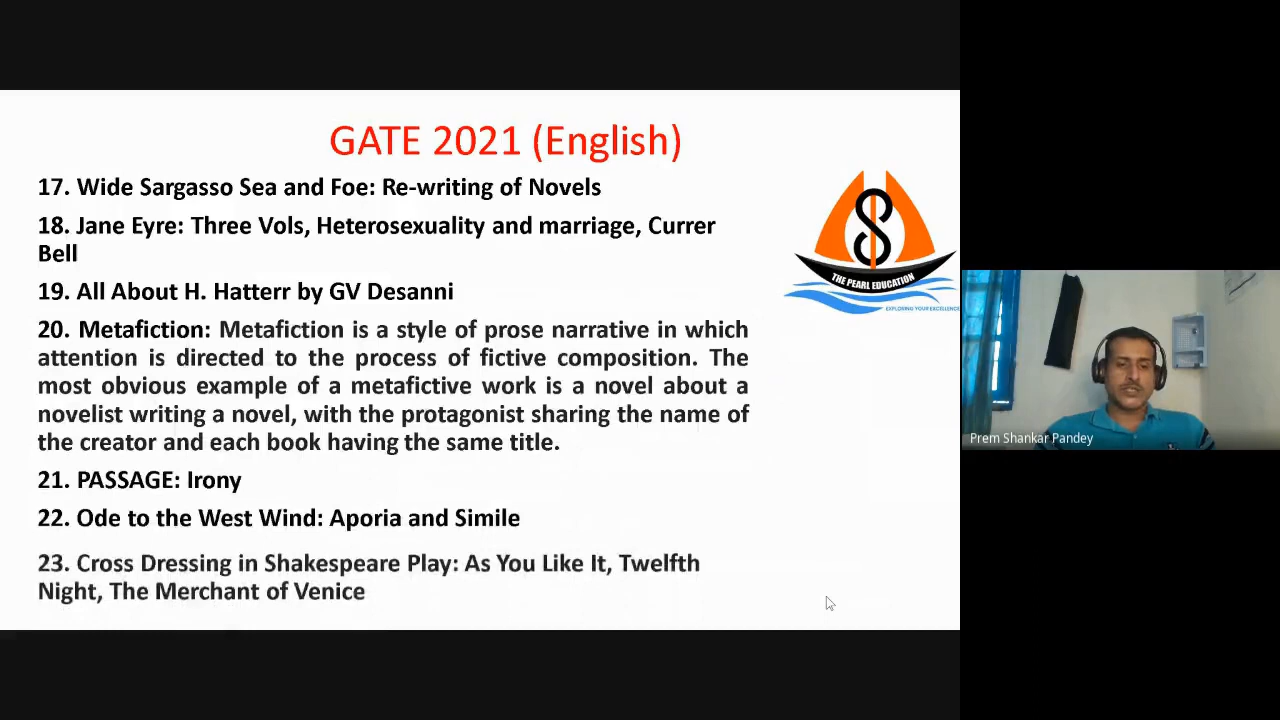 GATE 2021 (English)
17. Wide Sargasso Sea and Foe: Re-writing of Novels
18. Jane Eyre: Three Vols, Heterosexuality and marriage, Currer
Bell
19. All About H. Hatterr by GV Desanni
20. Metafiction: Metafiction is a style of prose narrative in which
attention is directed to the process of fictive composition. The
most obvious example of a metafictive work is a novel about a
novelist writing a novel, with the protagonist sharing the name of
the creator and each book having the same title.
21. PASSAGE: Irony
22. Ode to the West Wind: Aporia and Simile
23. Cross Dressing in Shakespeare Play: As You Like It, Twelfth
Night, The Merchant of Venice
THE PEARL EDUCATION
EXPLORING YOUR EXCELLENCE
Prem Shankar Pandey